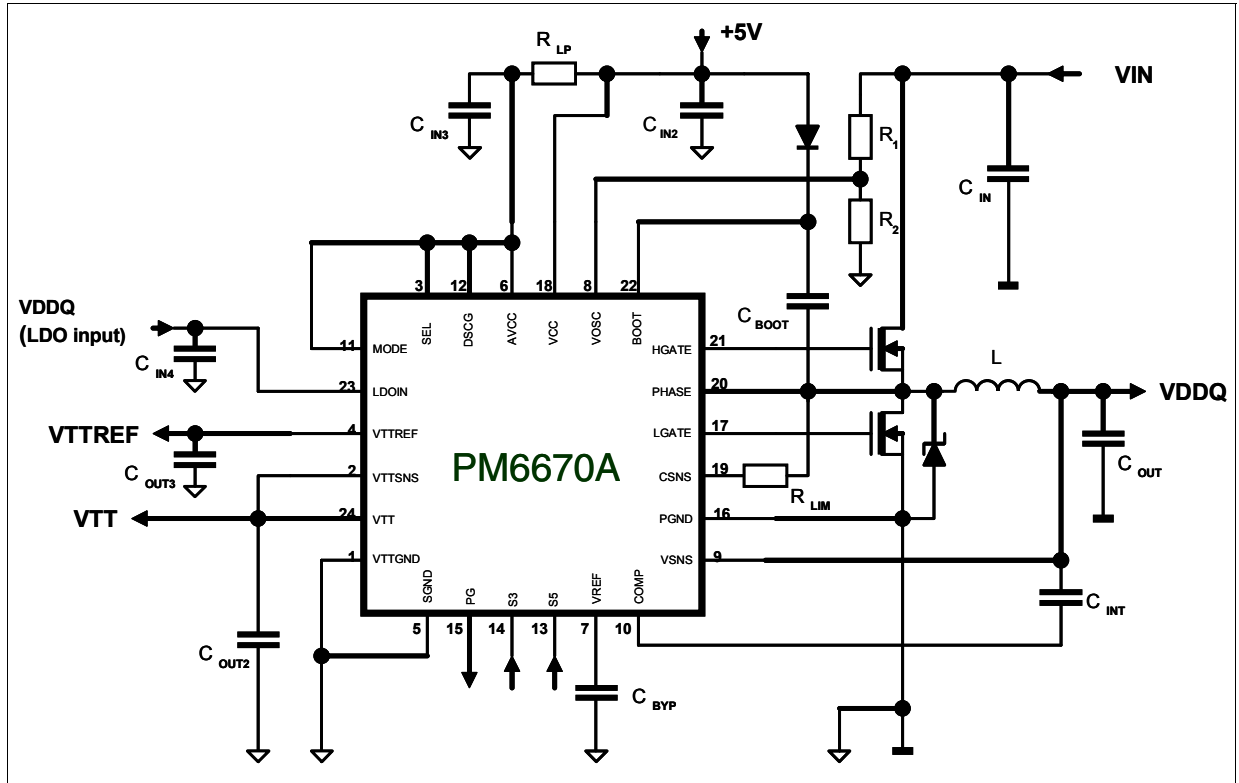 +5V
R LP
VIN
C IN3
C IN2
R1
C IN
R2
3 12 6 18 8 22
SEL DSCG AVCC VCC VOSC BOOT
VDDQ
(LDO input)
C BOOT
11 MODE
HGATE 21
C IN4
23 LDOIN
PHASE 20
L
VDDQ
VTTREF
4 VTTREF
LGATE 17
C OUT3
2 VTTSNS
PM6670A
CSNS 19
R LIM
C OUT
VTT
24 VTT
PGND 16
1 VTTGND
VSNS 9
SGND PG S3 S5 VREF COMP
C INT
5 15 14 13 7 10
C OUT2
C BYP